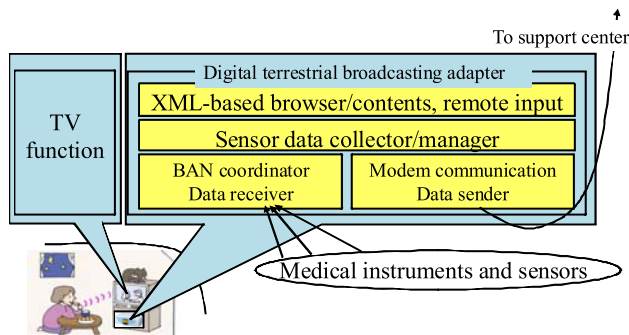 To support center
Digital terrestrial broadcasting adapter
XML-based browser/contents, remote input
TV
function
Sensor data collector/manager
BAN coordinator
Data receiver
Modem communication
Data sender
Medical instruments and sensors